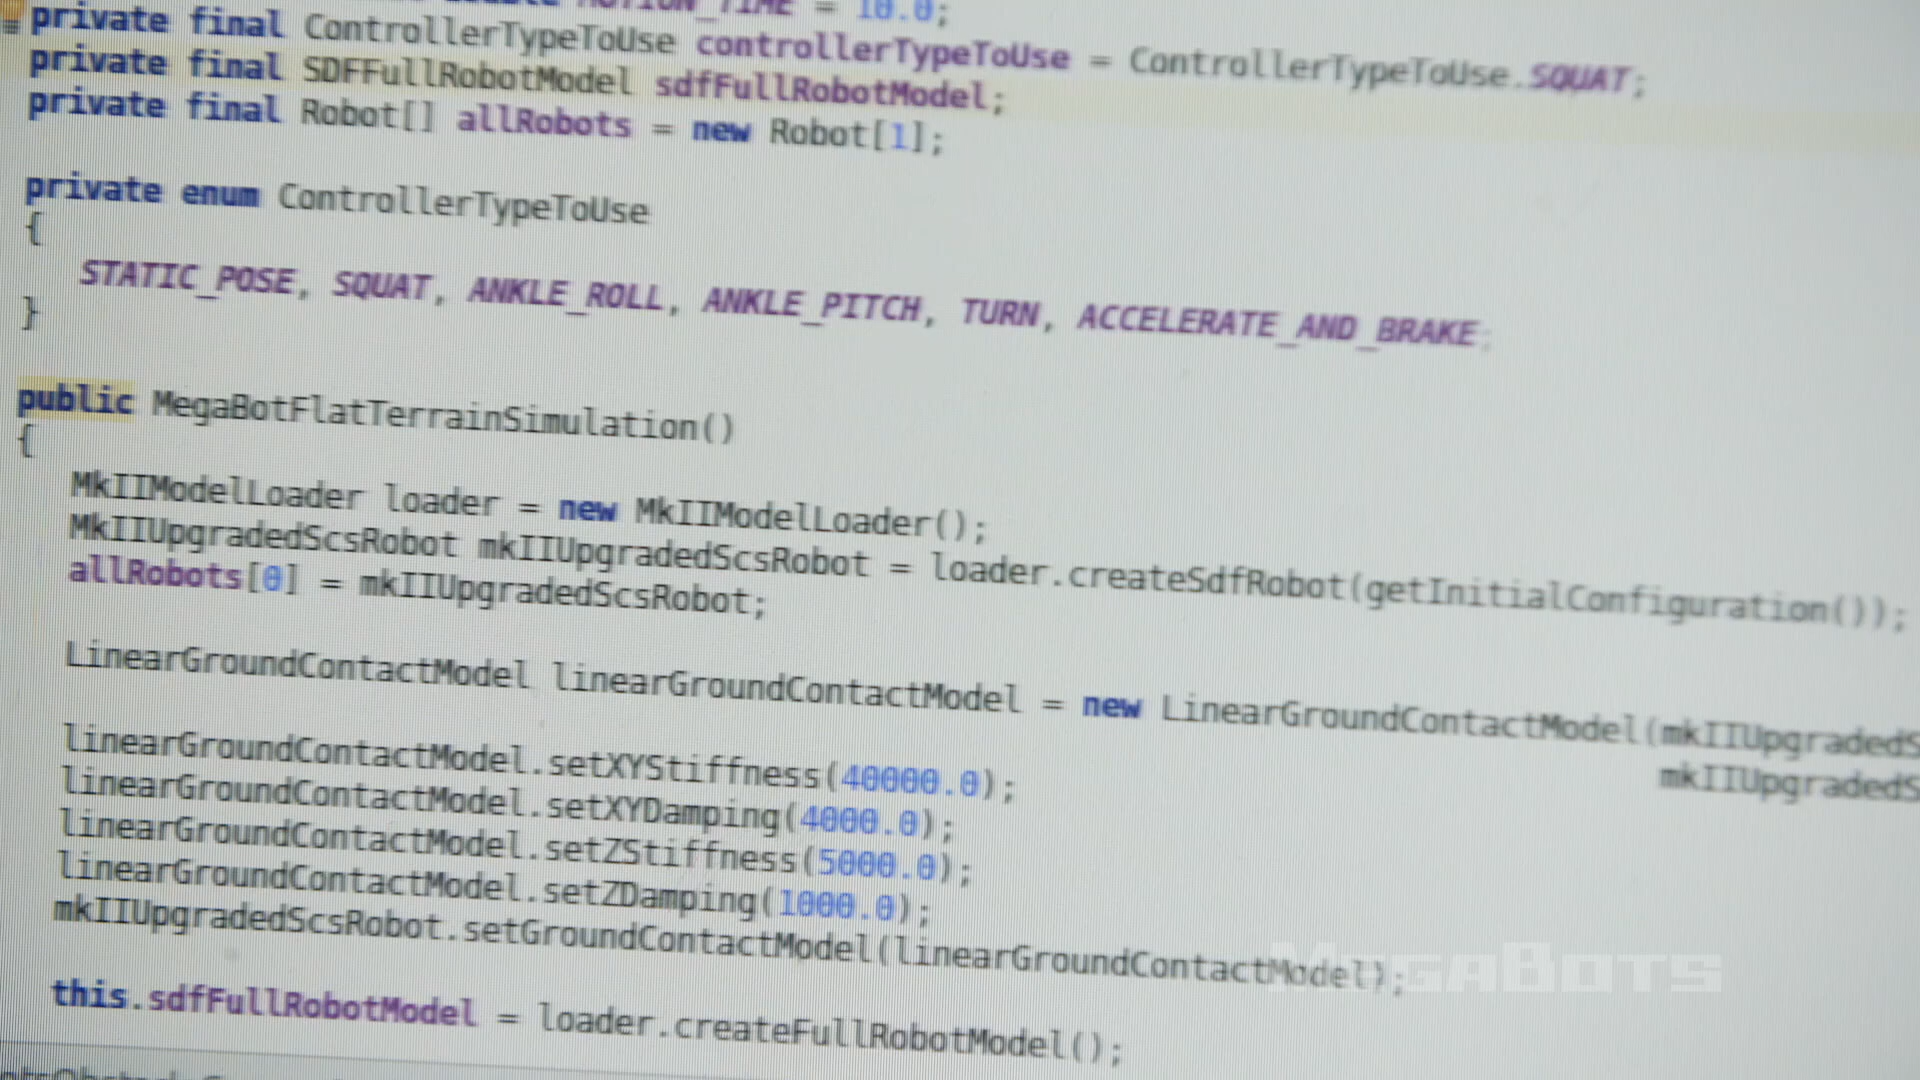 MOTION_TIME = 10.0;
private final ControllerTypeToUse controllerTypeToUse = ControllerTypeToUse.SQUAT;
private final SDFFullRobotModel sdfFullRobotModel;
private final Robot[] allRobots = new Robot[1];
private enum ControllerTypeToUse
{
STATIC_POSE, SQUAT, ANKLE_ROLL, ANKLE_PITCH, TURN, ACCELERATE_AND_BRAKE;
}
public MegaBotFlatTerrainSimulation()
{
MkIIModelLoader loader = new MkIIModelLoader();
MkIIUpgradedScsRobot mkIIUpgradedScsRobot = loader.createSdfRobot(getInitialConfiguration());
allRobots[0] = mkIIUpgradedScsRobot;
LinearGroundContactModel linearGroundContactModel = new LinearGroundContactModel(mkIIUpgradedS
mkIIUpgradedS
linearGroundContactModel.setXYStiffness(40000.0);
linearGroundContactModel.setXYDamping(4000.0);
linearGroundContactModel.setZStiffness(5000.0);
linearGroundContactModel.setZDamping(1000.0);
mkIIUpgradedScsRobot.setGroundContactModel(linearGroundContactModel);
MEGABOTS
this.sdfFullRobotModel = loader.createFullRobotModel();